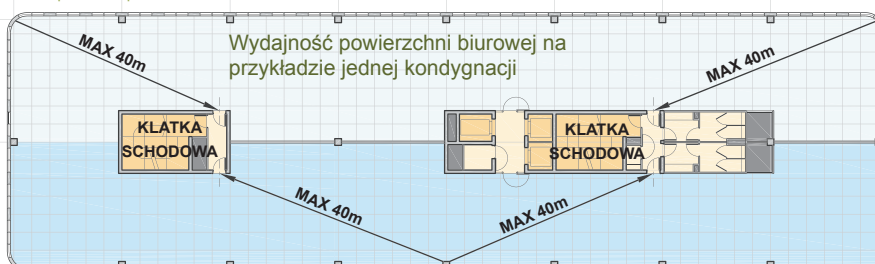 Wydajność powierzchni biurowej na
przykładzie jednej kondygnacji
MAX 40m
MAX 40m
KLATKA
SCHODOWA
KLATKA
SCHODOWA
MAX 40m
MAX 40m